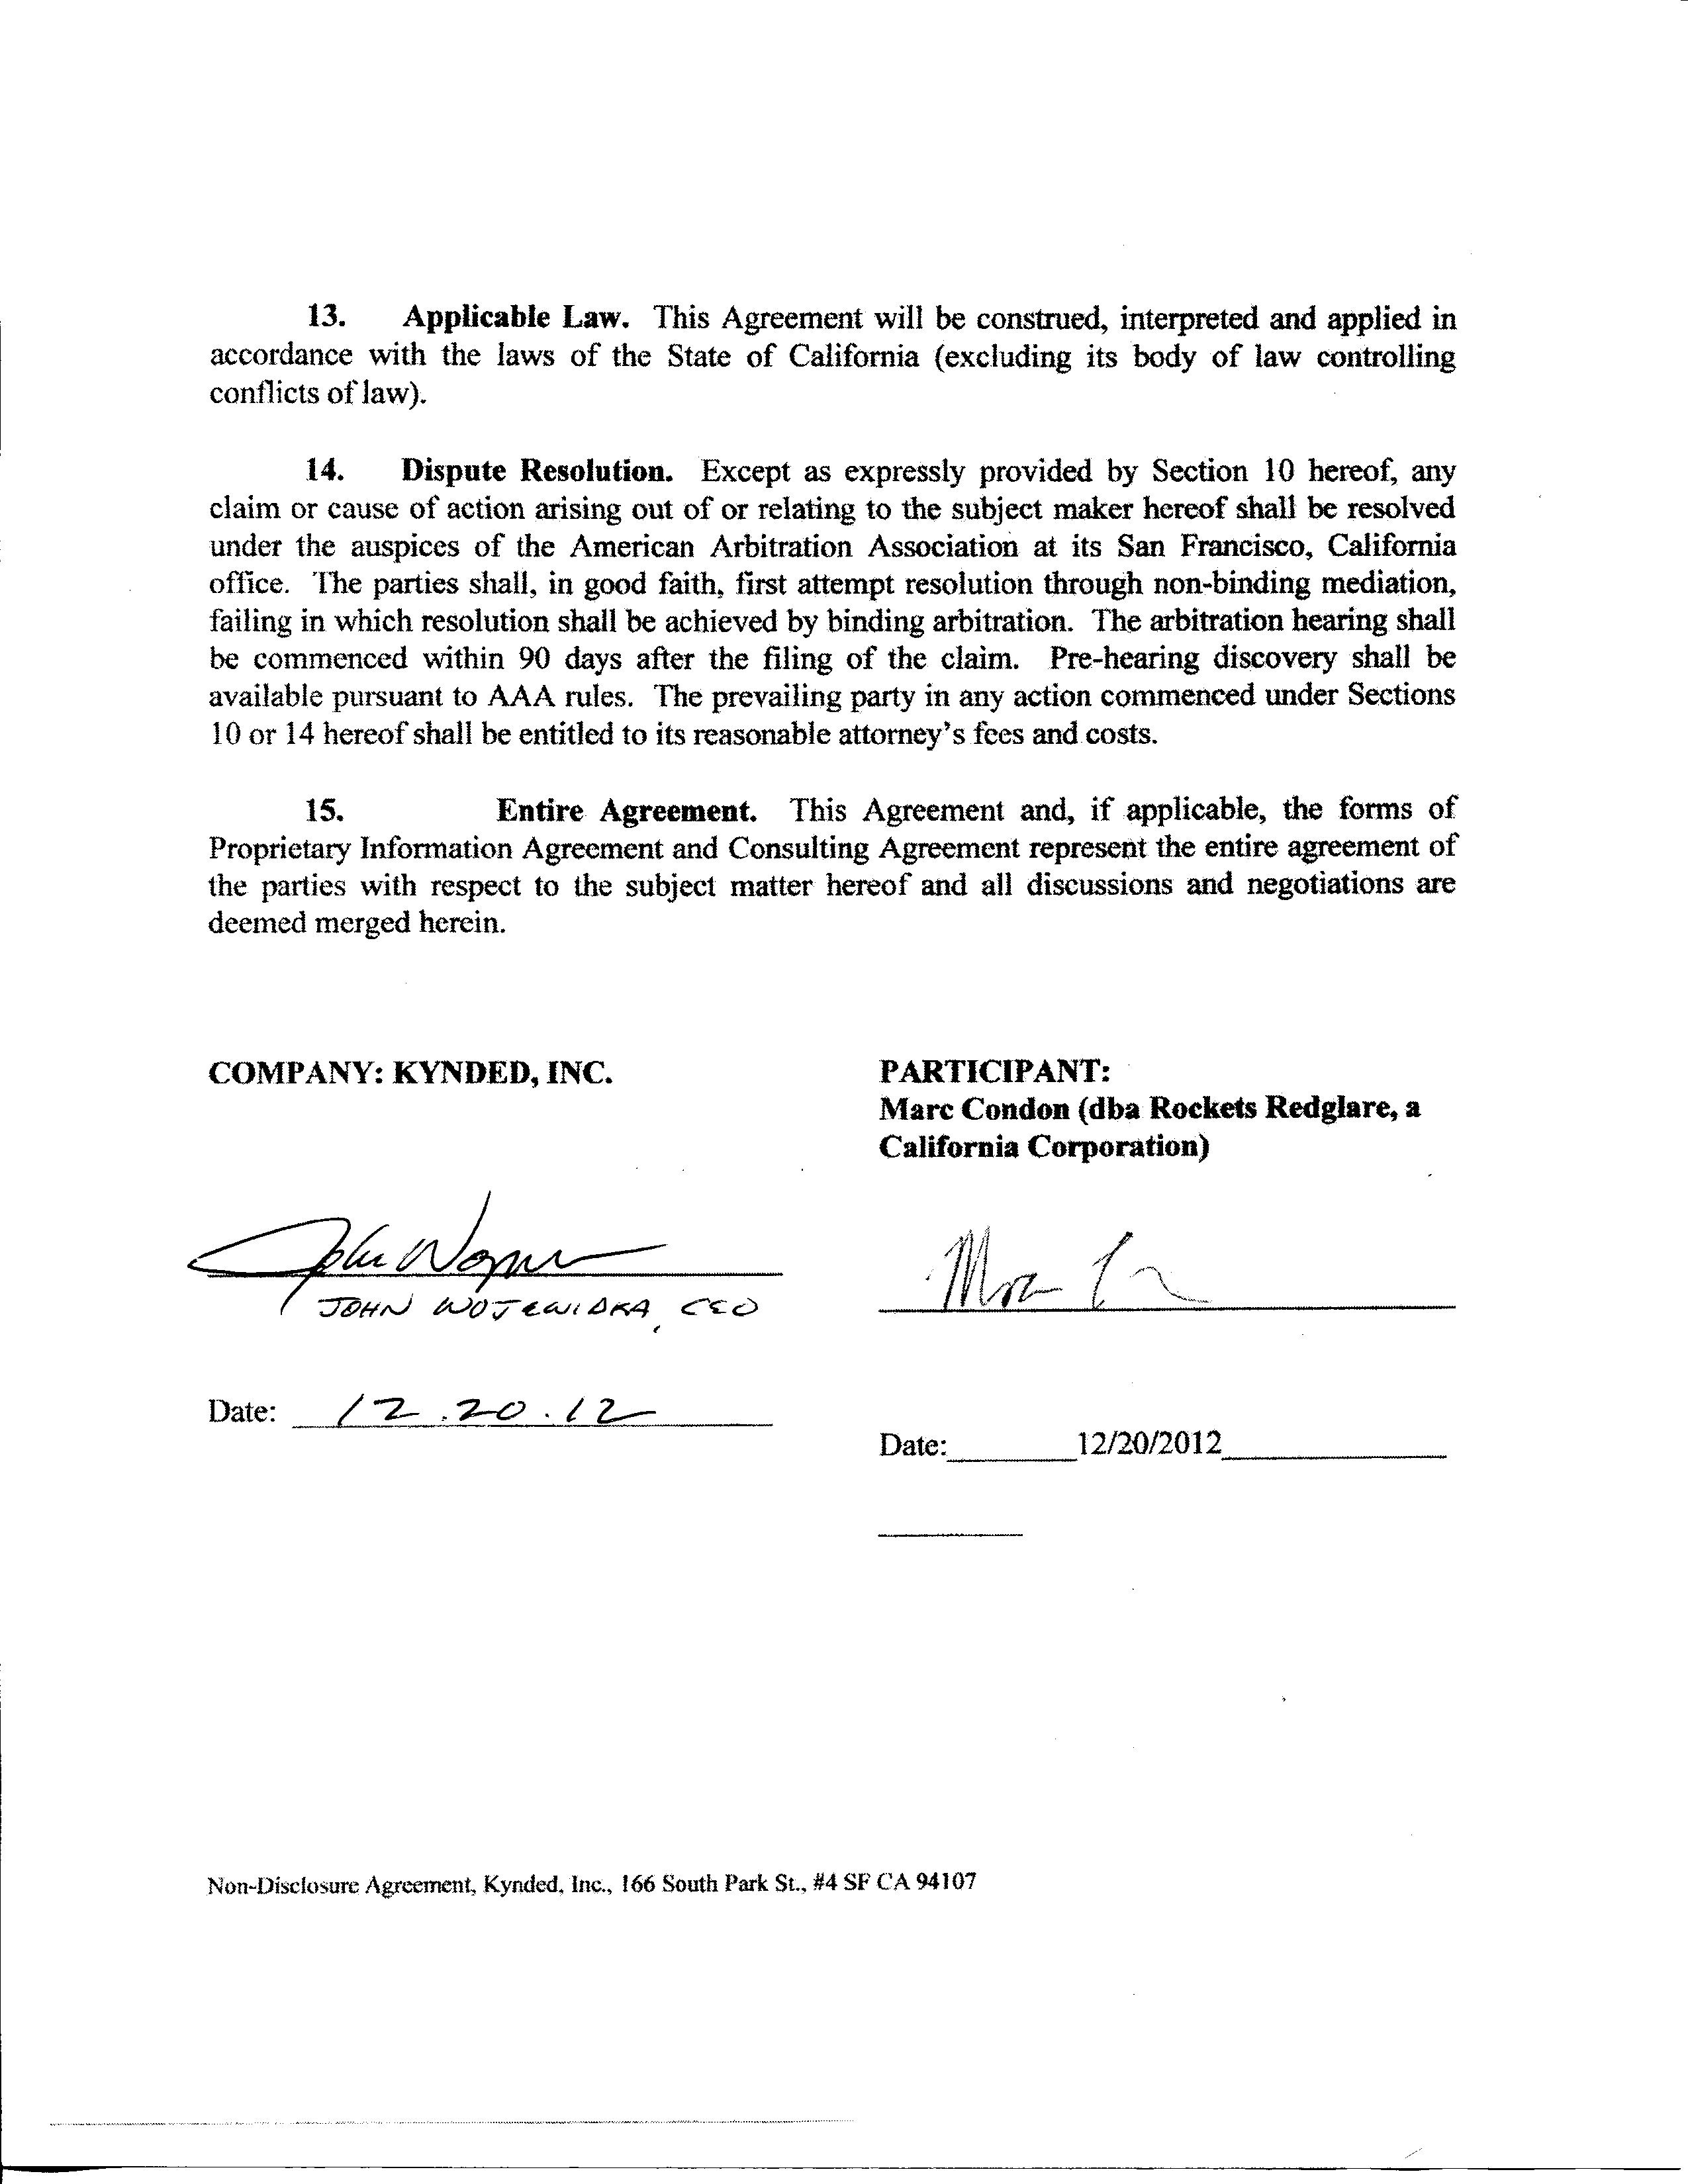 13. Applicable Law. This Agreement will be construed, interpreted and applied in
accordance with the laws of the State of California (excluding its body of law controlling
conflicts of law).
14. Dispute Resolution. Except as expressly provided by Section 10 hereof, any
claim or cause of action arising out of or relating to the subject maker hereof shall be resolved
under the auspices of the American Arbitration Association at its San Francisco, California
office. The parties shall, in good faith, first attempt resolution through non-binding mediation,
failing in which resolution shall be achieved by binding arbitration. The arbitration hearing shall
be commenced within 90 days after the filing of the claim. Pre-hearing discovery shall be
available pursuant to AAA rules. The prevailing party in any action commenced under Sections
10 or 14 hereof shall be entitled to its reasonable attorney's fees and costs.
15. Entire Agreement. This Agreement and, if applicable, the forms of
Proprietary Information Agreement and Consulting Agreement represent the entire agreement of
the parties with respect to the subject matter hereof and all discussions and negotiations are
deemed merged herein.
COMPANY: KYNDED, INC.
PARTICIPANT:
Marc Condon (dba Rockets Redglare, a
California Corporation)
John
JOHN WOJEWIDKA, CEO
Date: 12.20.12
Date: 12/20/2012
Non-Disclosure Agreement, Kynded, Inc., 166 South Park St., #4 SF CA 94107